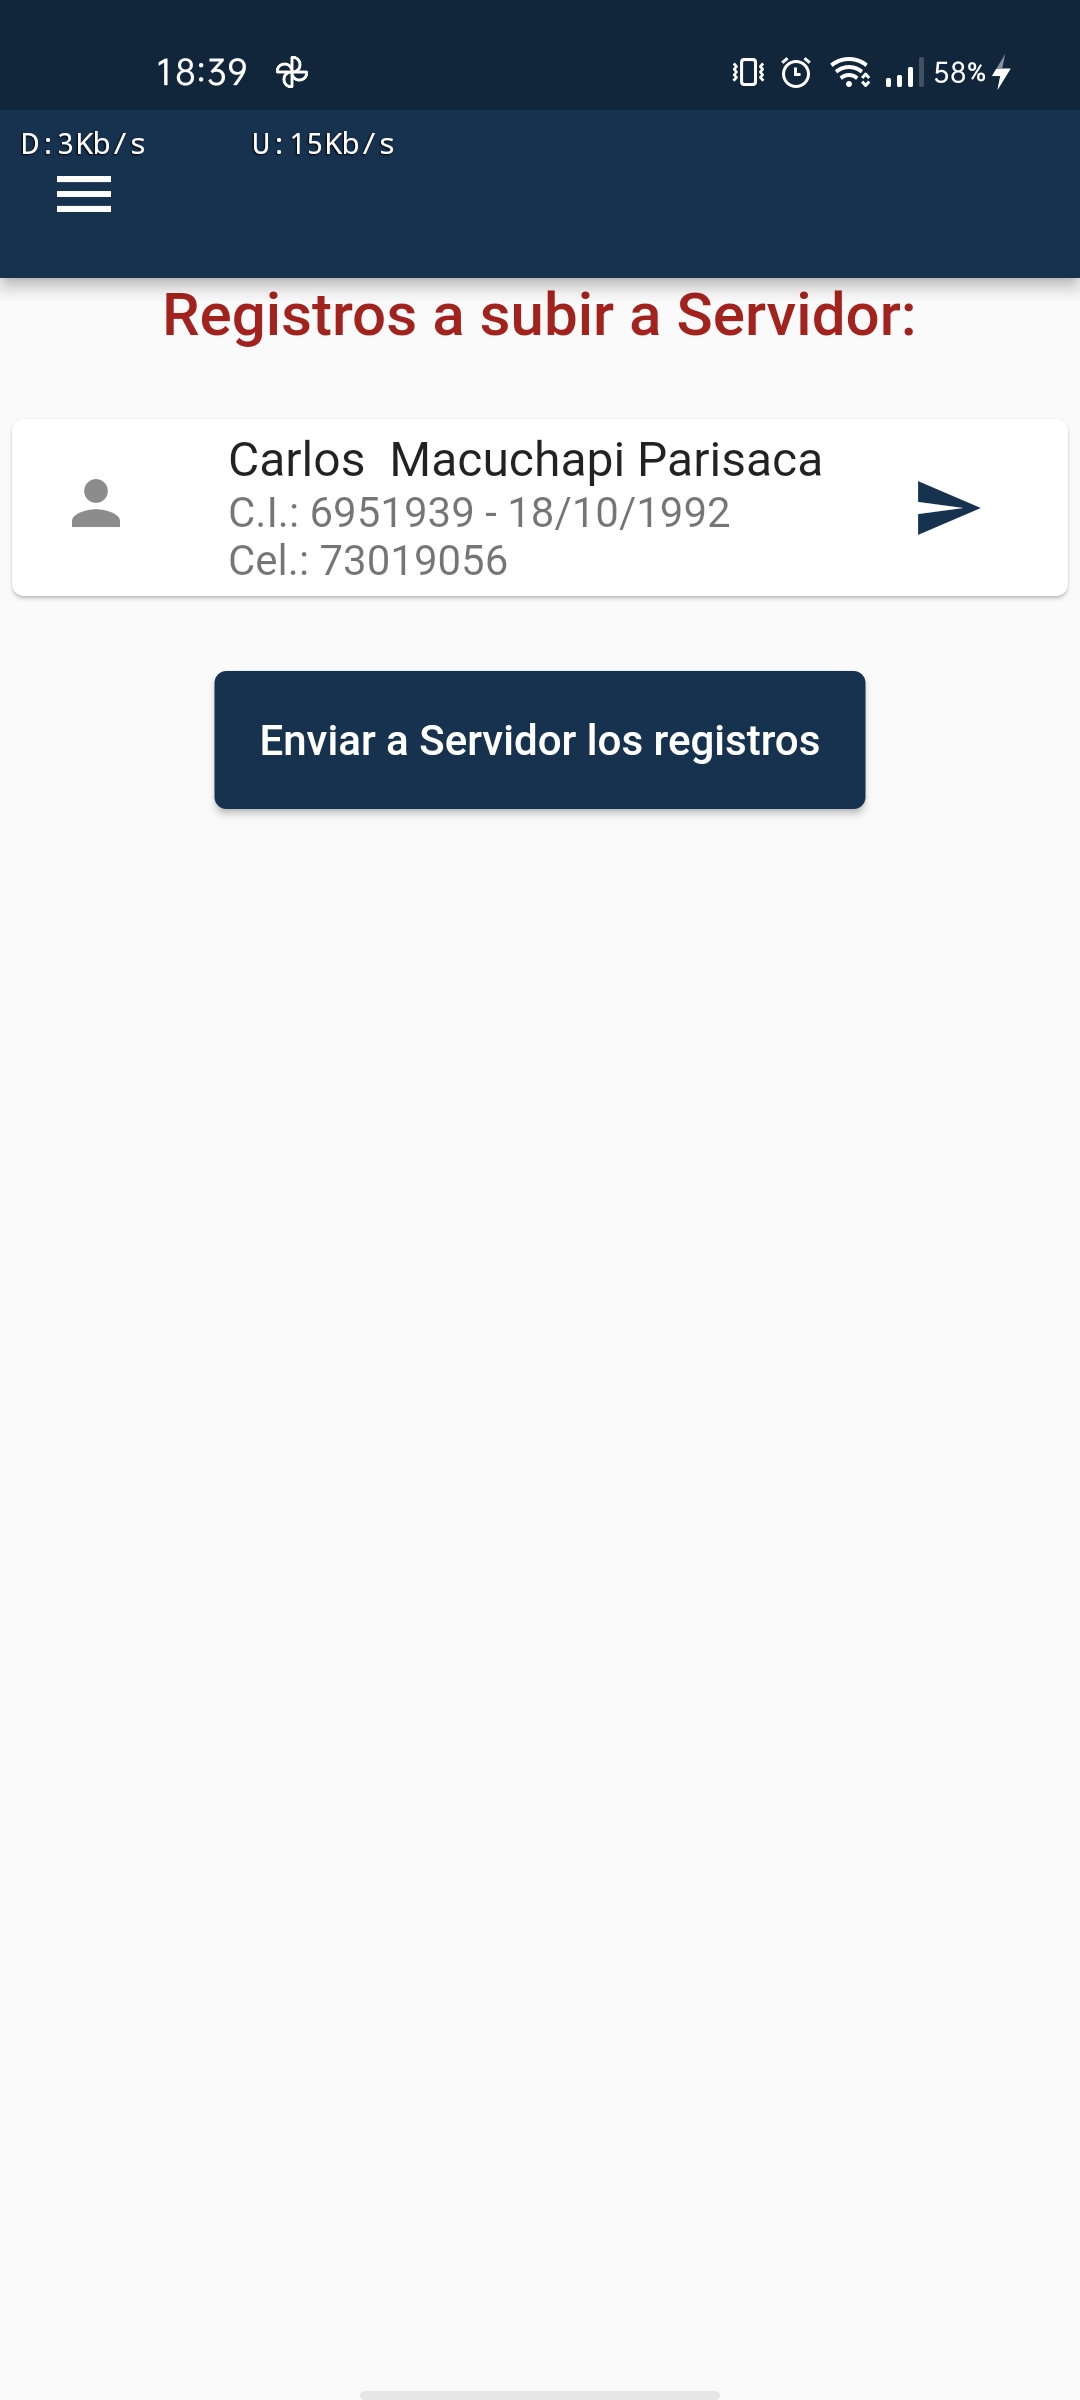 18:39
58%
D:3Kb/s U:15Kb/s
Registros a subir a Servidor:
Carlos  Macuchapi Parisaca
C.I.: 6951939 - 18/10/1992
Cel.: 73019056
Enviar a Servidor los registros